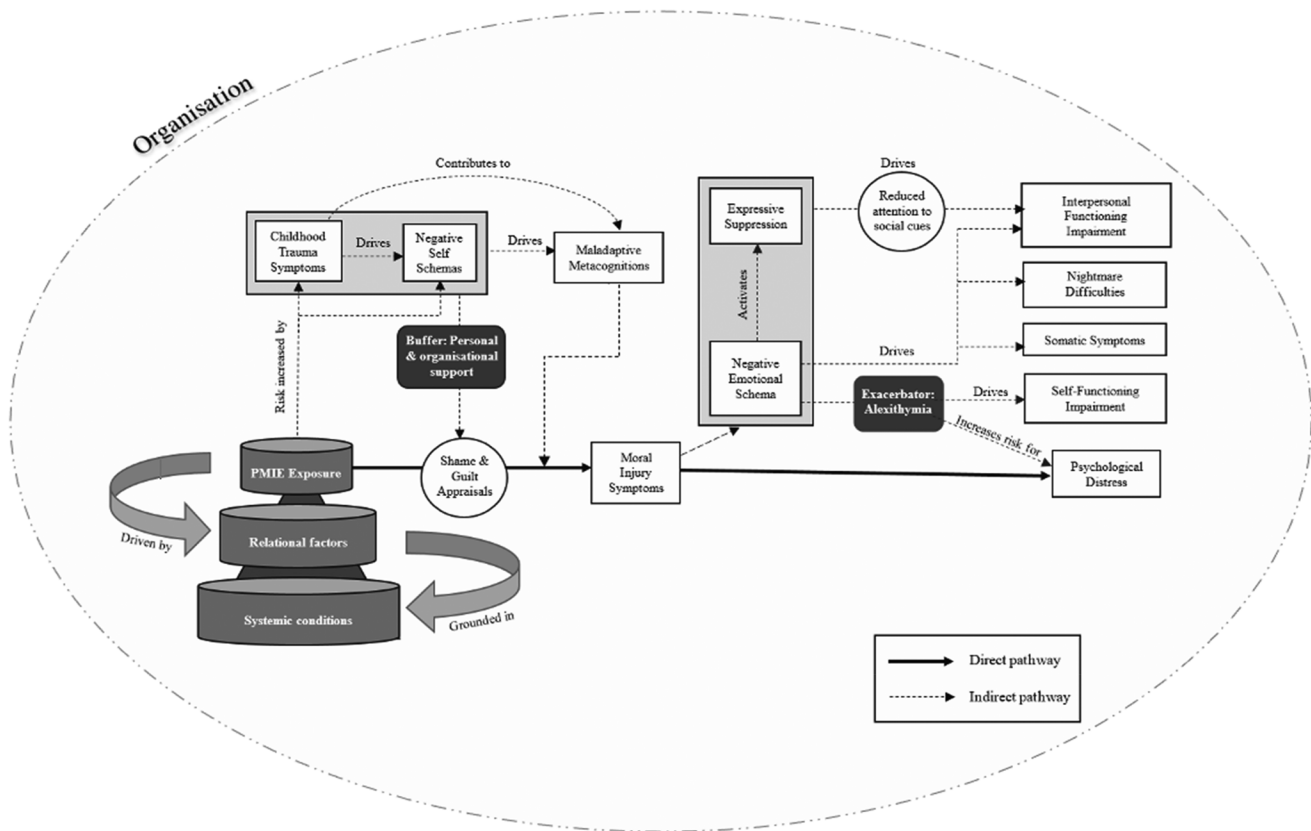 Organisation
Contributes to
Childhood
Trauma
Symptoms
Drives
Negative
Self
Schemas
Drives
Maladaptive
Metacognitions
Risk increased by
Buffer: Personal
& organisational
support
PMIE Exposure
Shame &
Guilt
Appraisals
Moral
Injury
Symptoms
Driven by
Relational factors
Systemic conditions
Grounded in
Expressive
Suppression
Activates
Negative
Emotional
Schema
Drives
Reduced
attention to
social cues
Interpersonal
Functioning
Impairment
Nightmare
Difficulties
Drives
Somatic Symptoms
Exacerbator:
Alexithymia
Drives
Self-Functioning
Impairment
Increases risk for
Psychological
Distress
Direct pathway
Indirect pathway